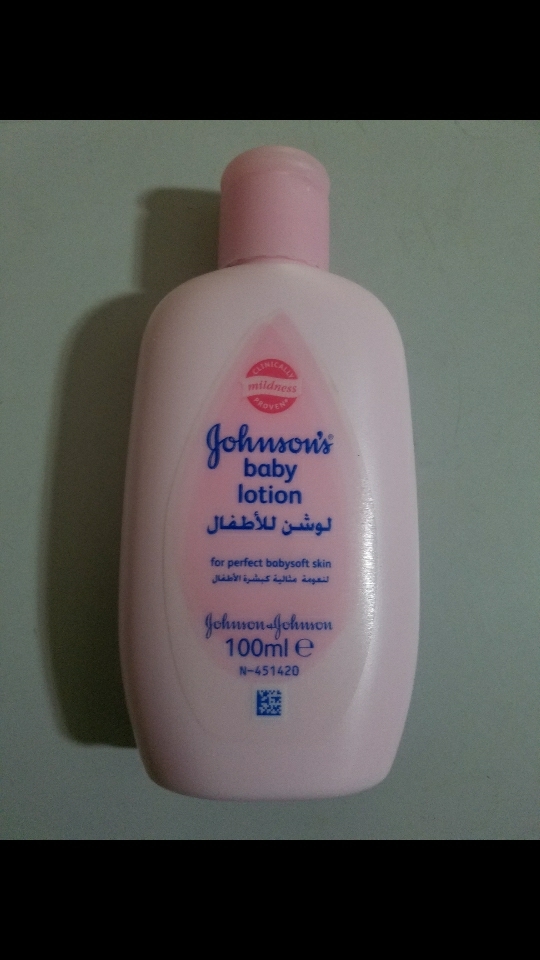 CLINICALLY
mildness
PROVEN
Johnson's®
baby
lotion
لوشن للأطفال
for perfect babysoft skin
لنعومة مثالية كبشرة الأطفال
Johnson & Johnson
100ml e
N-451420